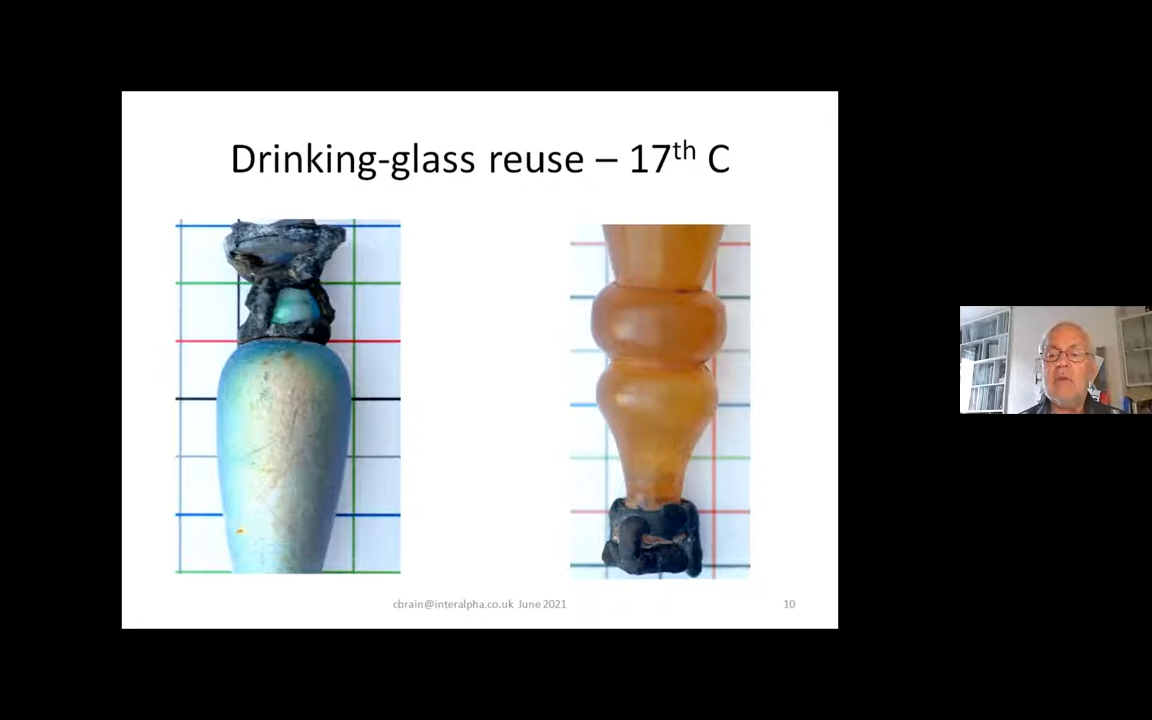 Drinking-glass reuse – 17th C
cbrain@interalpha.co.uk June 2021
10